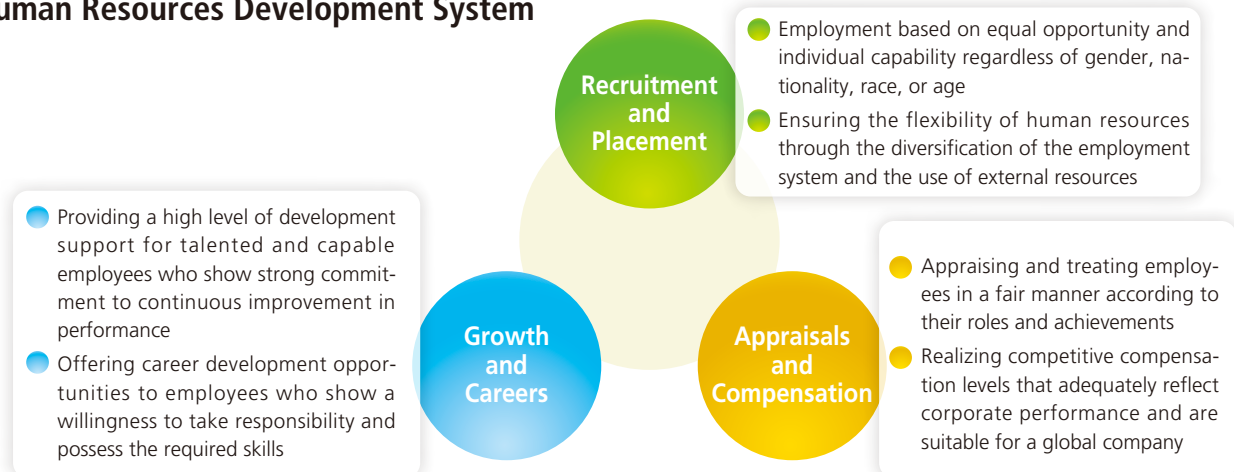 uman Resources Development System
Recruitment
and
Placement
Employment based on equal opportunity and
individual capability regardless of gender, na-
tionality, race, or age
Ensuring the flexibility of human resources
through the diversification of the employment
system and the use of external resources
Providing a high level of development
support for talented and capable
employees who show strong commit-
ment to continuous improvement in
performance
Offering career development oppor-
tunities to employees who show a
willingness to take responsibility and
possess the required skills
Growth
and
Careers
Appraisals
and
Compensation
Appraising and treating employ-
ees in a fair manner according to
their roles and achievements
Realizing competitive compensa-
tion levels that adequately reflect
corporate performance and are
suitable for a global company